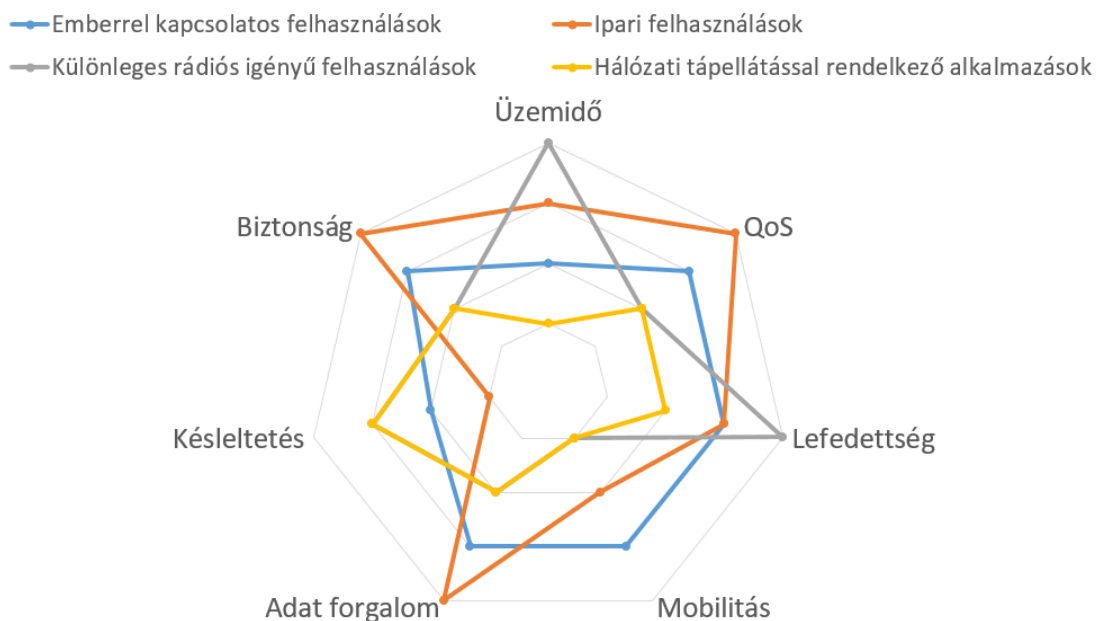 Emberrel kapcsolatos felhasználások
Ipari felhasználások
Különleges rádiós igényű felhasználások
Hálózati tápellátással rendelkező alkalmazások
Üzemidő
Biztonság
QoS
Késleltetés
Lefedettség
Adat forgalom
Mobilitás